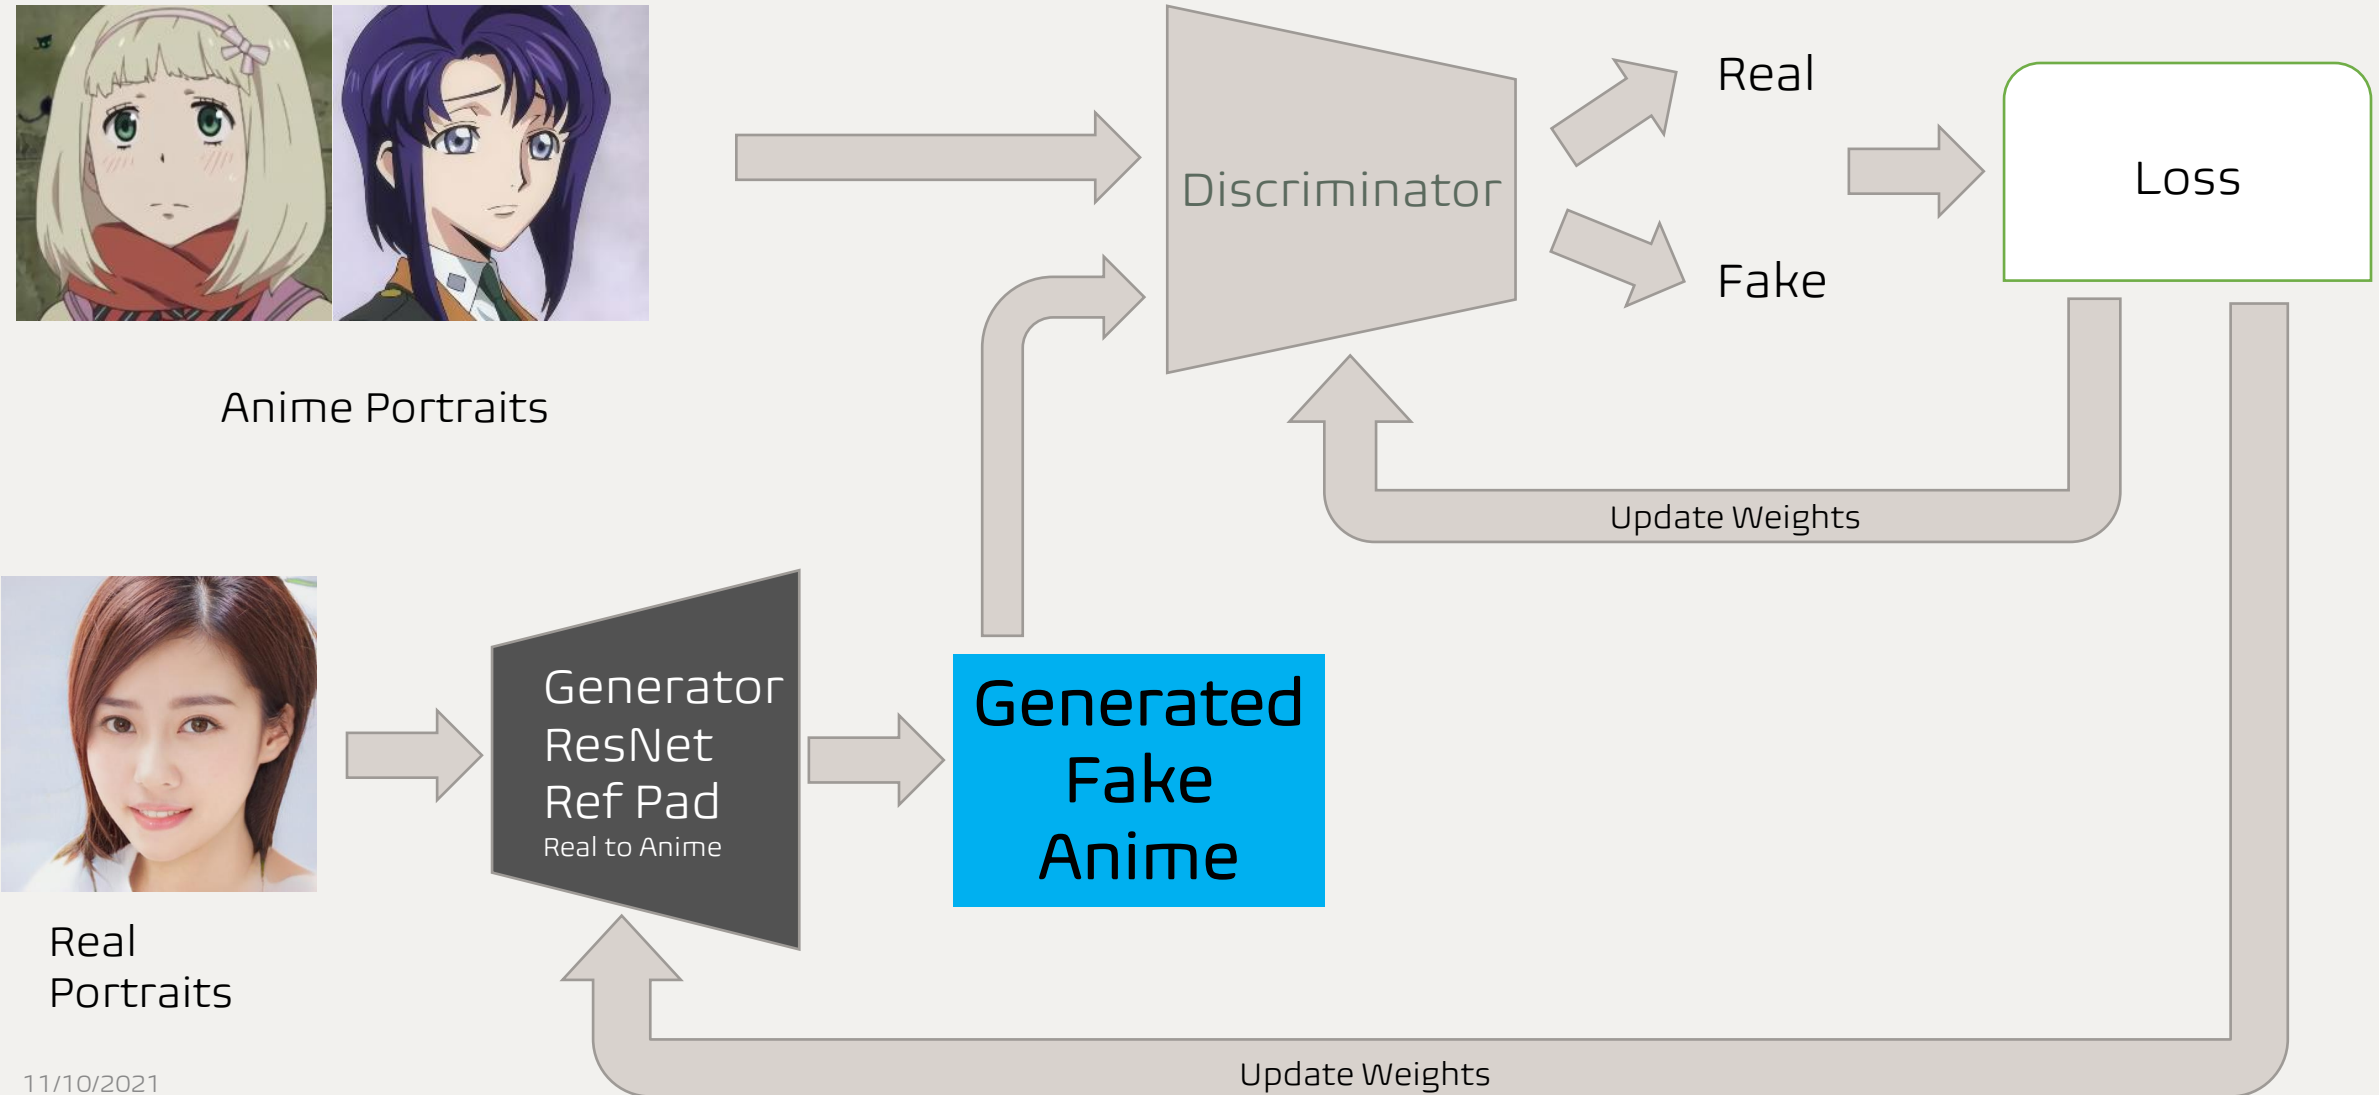 Real
Discriminator
Loss
Fake
Anime Portraits
Update Weights
Generator
ResNet
Ref Pad
Real to Anime
Generated
Fake
Anime
Real
Portraits
Update Weights
11/10/2021